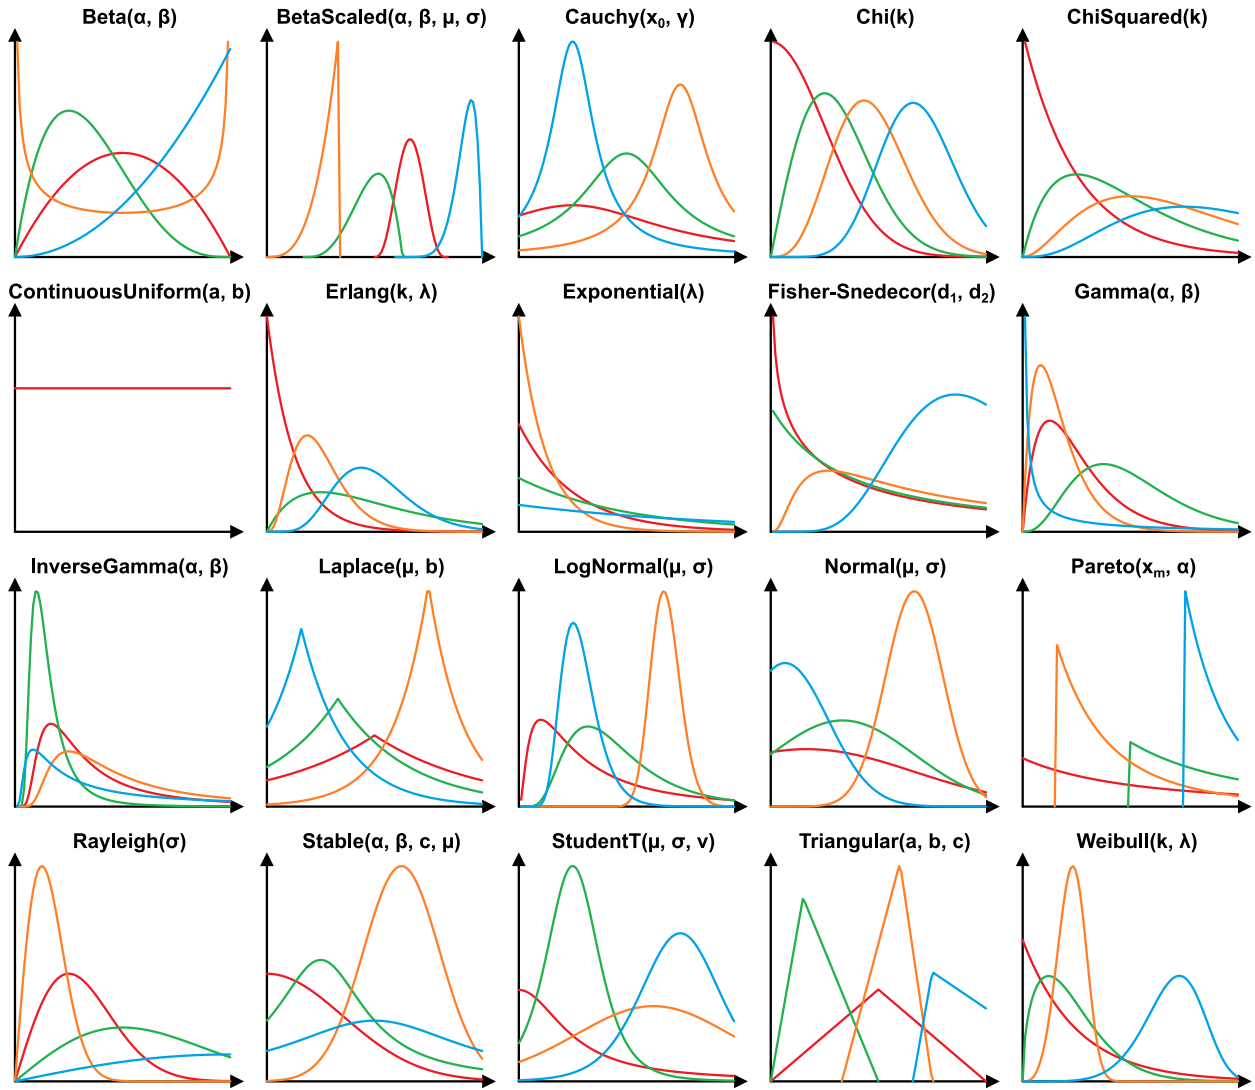 Beta(α, β)
BetaScaled(α, β, μ, σ)
Cauchy(x₀, γ)
Chi(k)
ChiSquared(k)
ContinuousUniform(a, b)
Erlang(k, λ)
Exponential(λ)
Fisher-Snedecor(d₁, d₂)
Gamma(α, β)
InverseGamma(α, β)
Laplace(μ, b)
LogNormal(μ, σ)
Normal(μ, σ)
Pareto(xₘ, α)
Rayleigh(σ)
Stable(α, β, c, μ)
StudentT(μ, σ, ν)
Triangular(a, b, c)
Weibull(k, λ)